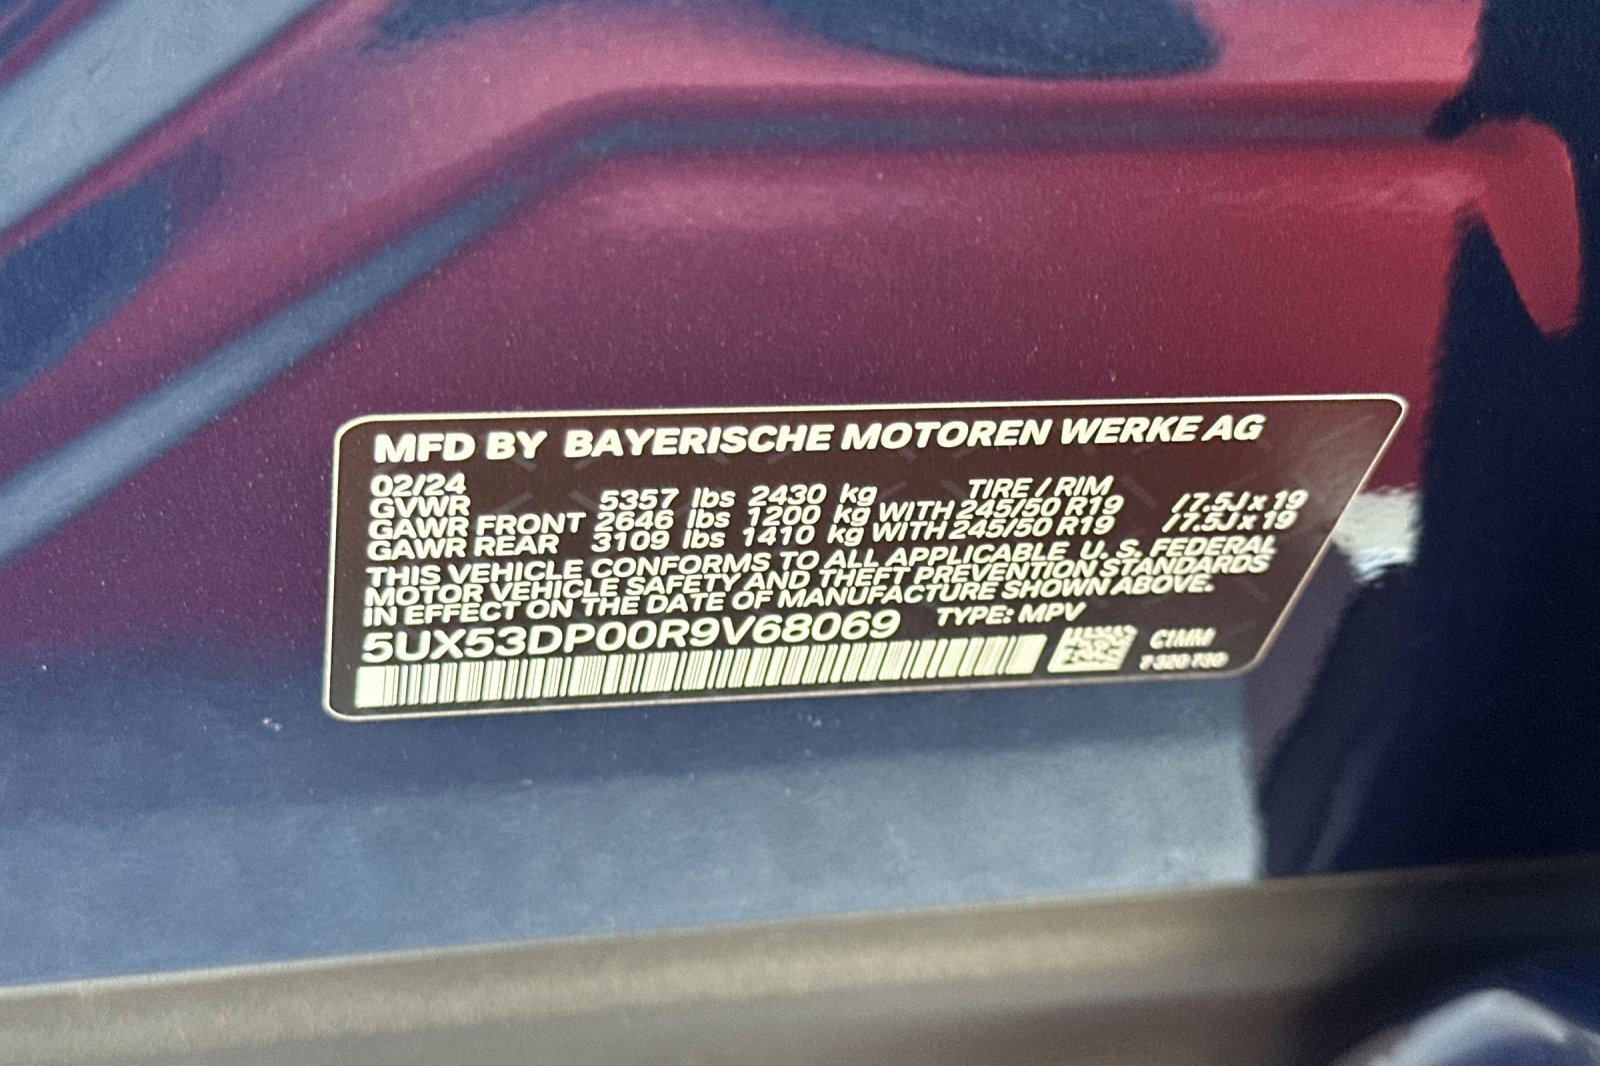 MFD BY BAYERISCHE MOTOREN WERKE AG
02/24 TIRE / RIM
GVWR 5357 lbs 2430 kg
GAWR FRONT 2646 lbs 1200 kg WITH 245/50 R19 /7.5J x 19
GAWR REAR 3109 lbs 1410 kg WITH 245/50 R19 /7.5J x 19
THIS VEHICLE CONFORMS TO ALL APPLICABLE U. S. FEDERAL
MOTOR VEHICLE SAFETY AND THEFT PREVENTION STANDARDS
IN EFFECT ON THE DATE OF MANUFACTURE SHOWN ABOVE.
5UX53DP00R9V68069 TYPE: MPV
C1MM
7 320 730